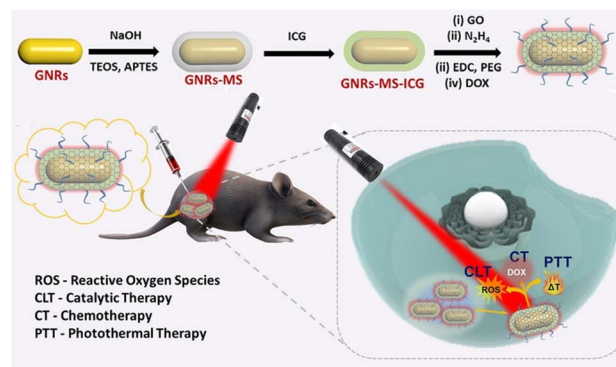 NaOH
TEOS, APTES
ICG
(i) GO
(ii) N₂H₄
(ii) EDC, PEG
(iv) DOX
GNRs
GNRs-MS
GNRs-MS-ICG
CLT
ROS
CT
DOX
PTT
ΔT
ROS - Reactive Oxygen Species
CLT - Catalytic Therapy
CT - Chemotherapy
PTT - Photothermal Therapy